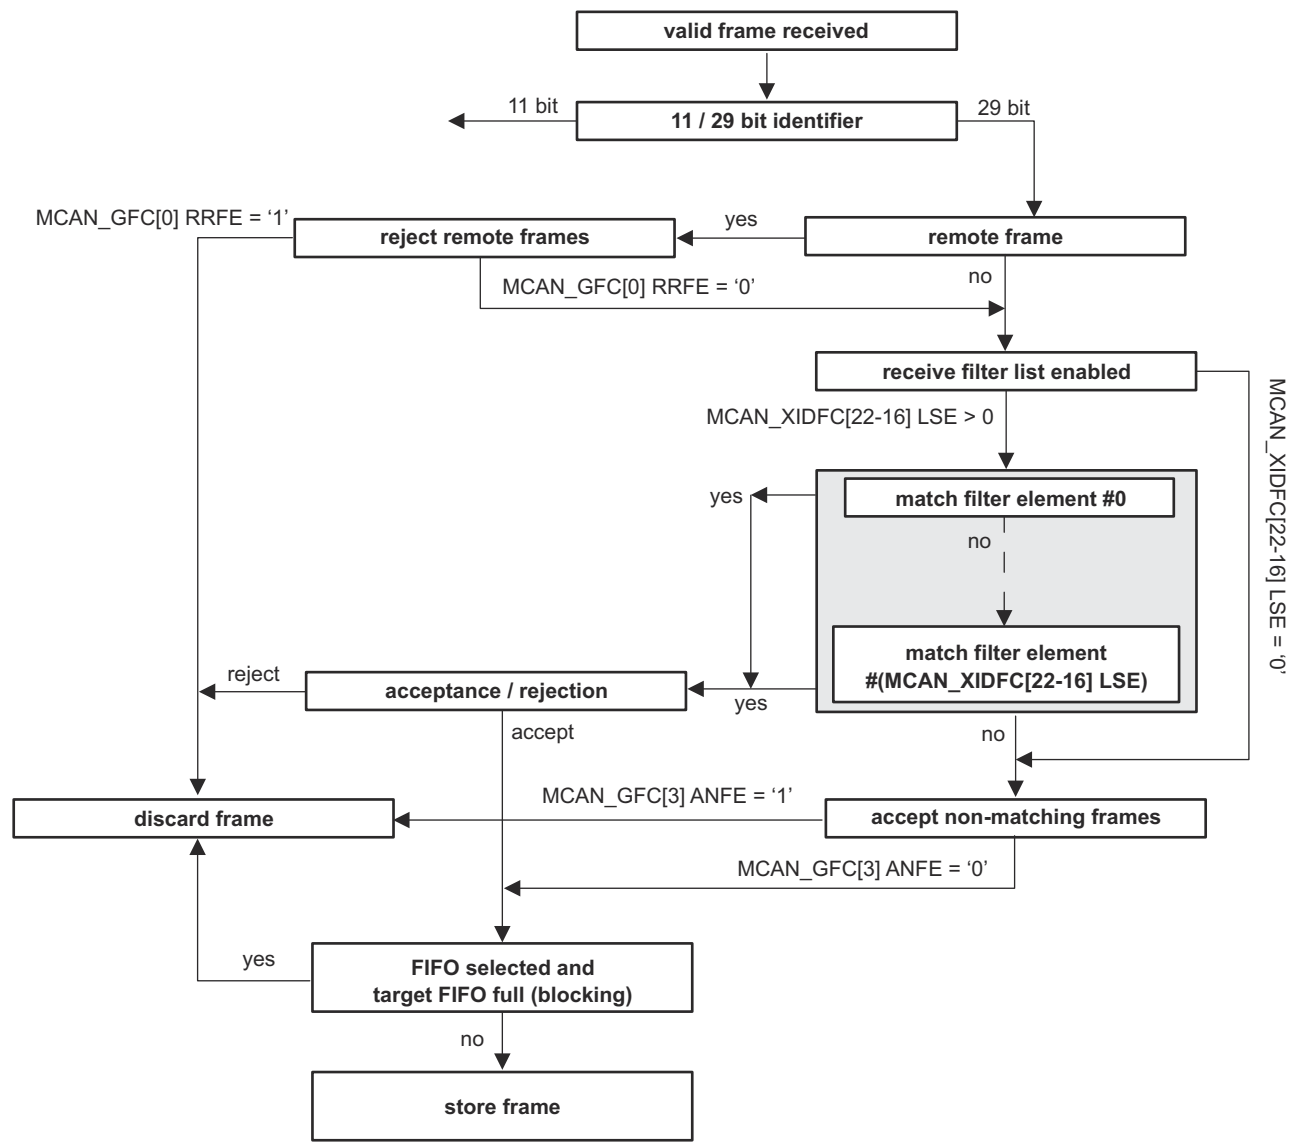 valid frame received
11 bit
11 / 29 bit identifier
29 bit
MCAN_GFC[0] RRFE = ‘1’
reject remote frames
yes
remote frame
MCAN_GFC[0] RRFE = ‘0’
no
receive filter list enabled
MCAN_XIDFC[22-16] LSE > 0
MCAN_XIDFC[22-16] LSE = ‘0’
yes
match filter element #0
no
match filter element
#(MCAN_XIDFC[22-16] LSE)
reject
acceptance / rejection
yes
accept
no
discard frame
MCAN_GFC[3] ANFE = ‘1’
accept non-matching frames
MCAN_GFC[3] ANFE = ‘0’
yes
FIFO selected and
target FIFO full (blocking)
no
store frame